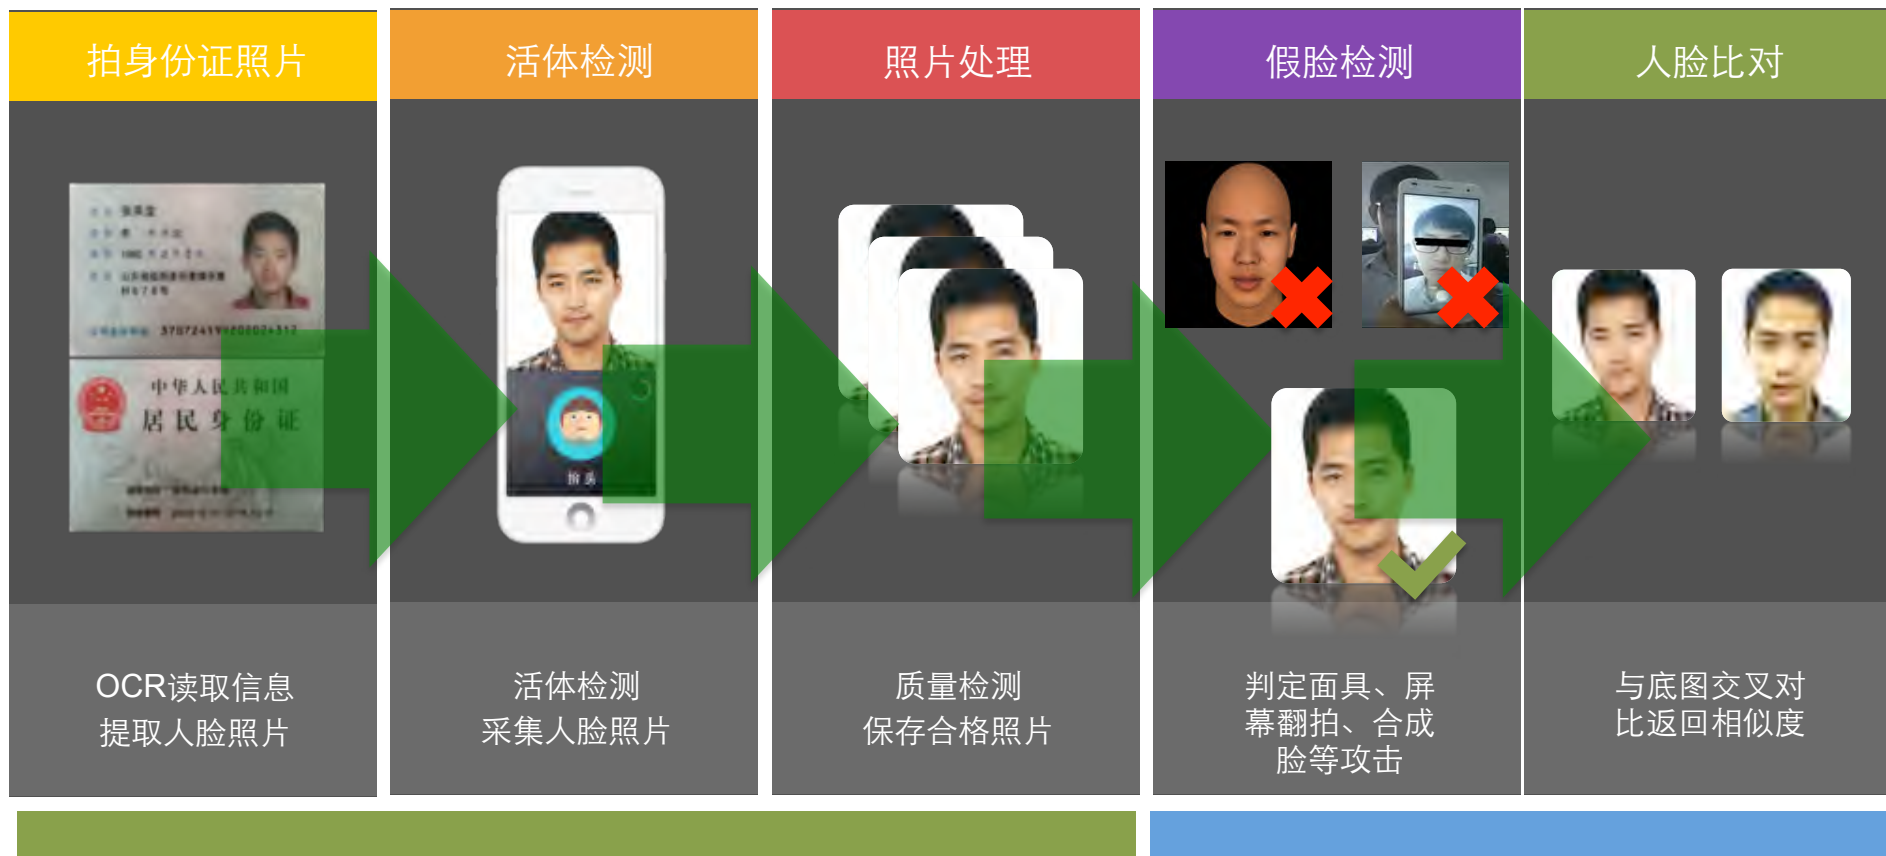 拍身份证照片
活体检测
照片处理
假脸检测
人脸比对
中华人民共和国
居民身份证
OCR读取信息
提取人脸照片
活体检测
采集人脸照片
质量检测
保存合格照片
判定面具、屏
幕翻拍、合成
脸等攻击
与底图交叉对
比返回相似度